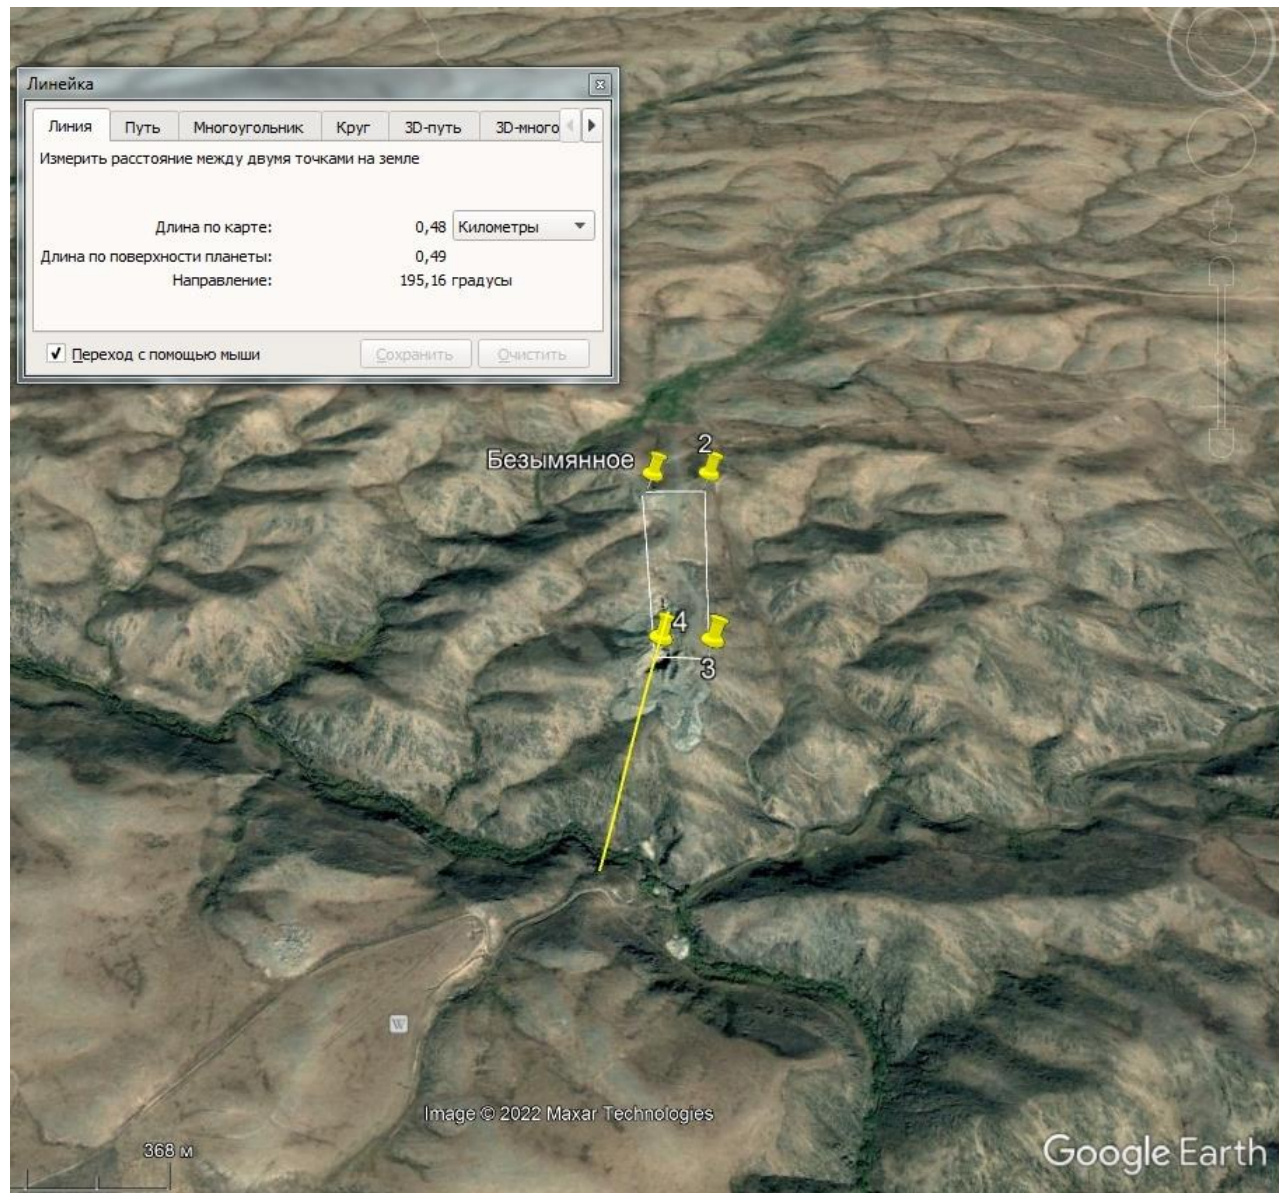 Линейка
Линия Путь Многоугольник Круг 3D-путь 3D-много
Измерить расстояние между двумя точками на земле
Длина по карте: 0,48 Километры
Длина по поверхности планеты: 0,49
Направление: 195,16 градусы
Переход с помощью мыши Сохранить Очистить
Безымянное 2
4
3
W
Image © 2022 Maxar Technologies
368 м
Google Earth